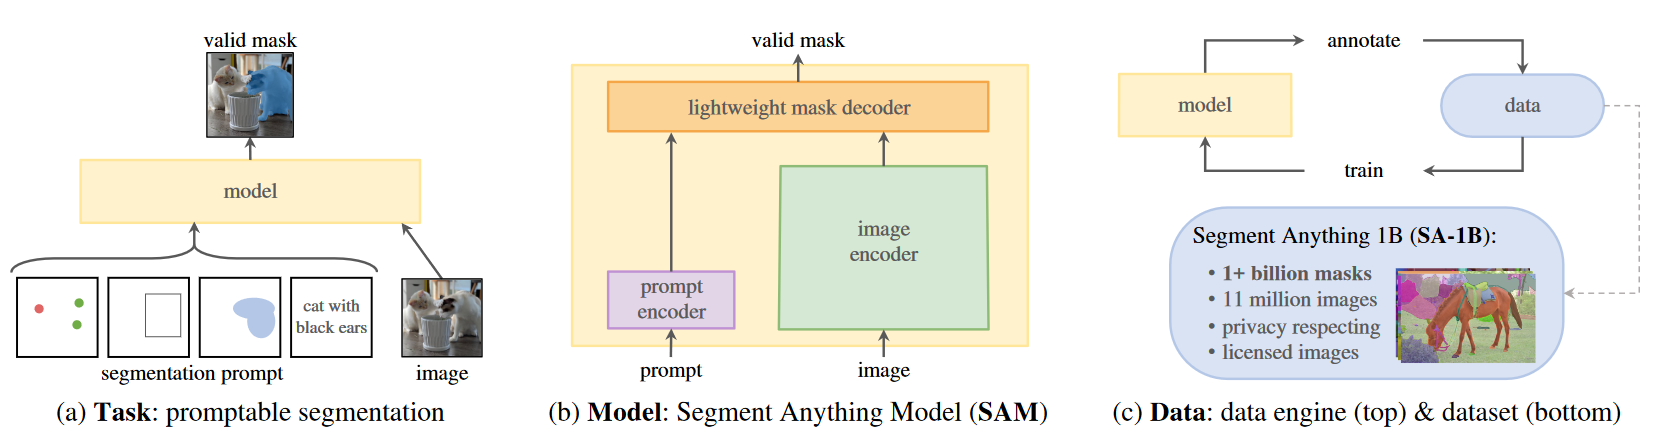 valid mask
model
cat with
black ears
segmentation prompt
image
(a) Task: promptable segmentation
valid mask
lightweight mask decoder
image
encoder
prompt
encoder
prompt
image
(b) Model: Segment Anything Model (SAM)
annotate
model
data
train
Segment Anything 1B (SA-1B):
• 1+ billion masks
• 11 million images
• privacy respecting
• licensed images
(c) Data: data engine (top) & dataset (bottom)